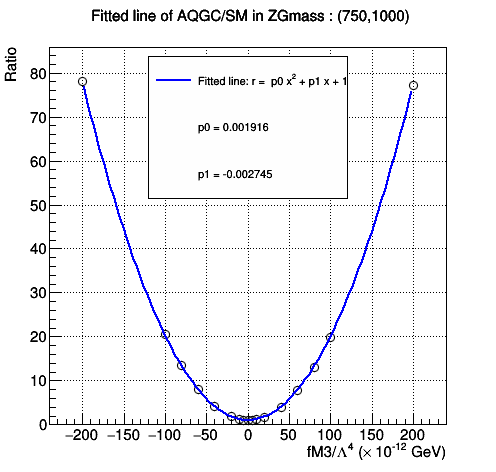 Fitted line of AQGC/SM in ZGmass : (750,1000)
Ratio
Fitted line: r = p0 x² + p1 x + 1
p0 = 0.001916
p1 = -0.002745
80
70
60
50
40
30
20
10
0
−200 −150 −100 −50 0 50 100 150 200
fM3/Λ⁴ (× 10⁻¹² GeV)